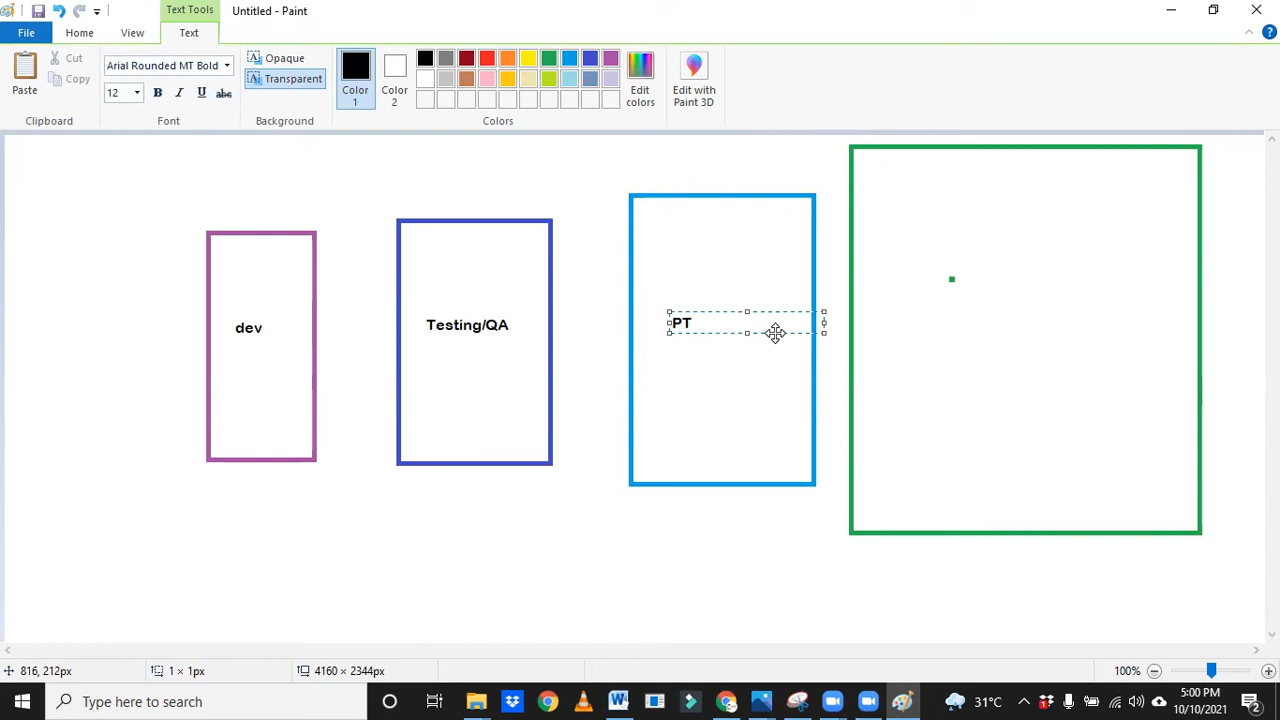 Text Tools
Untitled - Paint
File
Home
View
Text
Paste
Cut
Copy
Clipboard
Arial Rounded MT Bold
12
B I U abc
Font
Opaque
Transparent
Background
Color 1
Color 2
Edit colors
Colors
Edit with Paint 3D
dev
Testing/QA
PT
816, 212px
1 × 1px
4160 × 2344px
100%
Type here to search
31°C
5:00 PM
10/10/2021
2